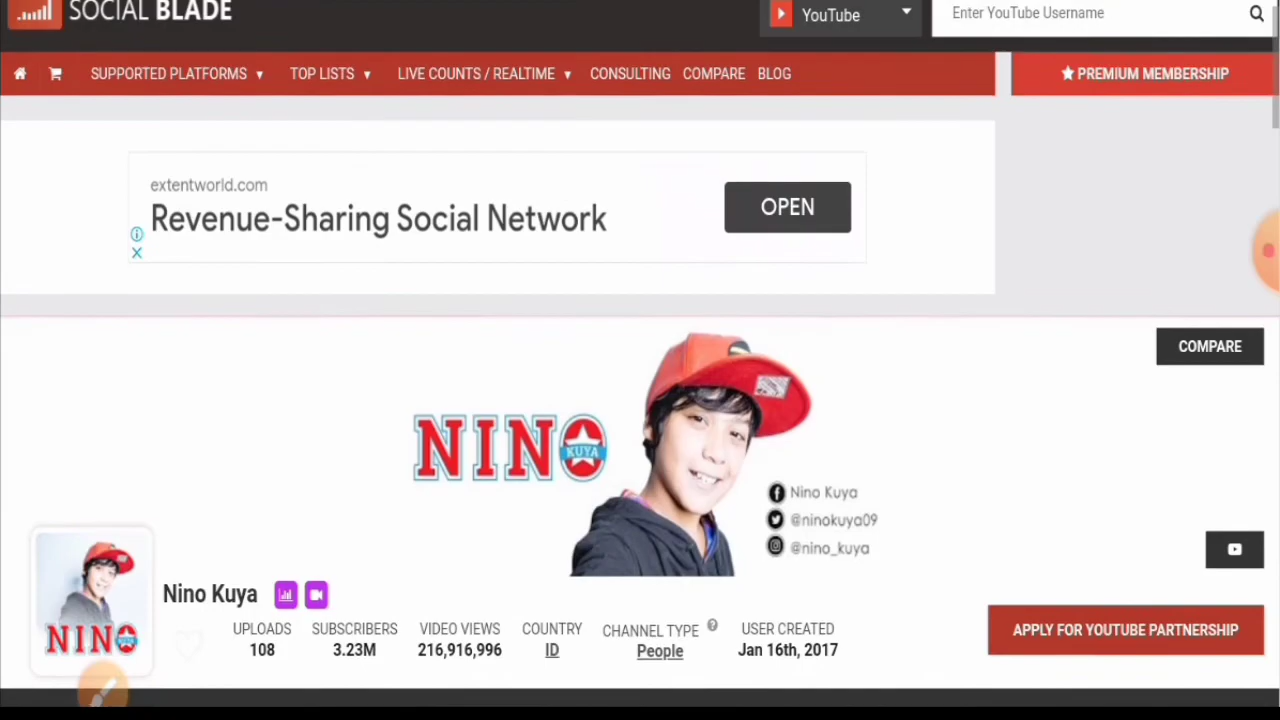 SOCIAL BLADE
YouTube
Enter YouTube Username
SUPPORTED PLATFORMS ▾ TOP LISTS ▾ LIVE COUNTS / REALTIME ▾ CONSULTING COMPARE BLOG
PREMIUM MEMBERSHIP
extentworld.com
Revenue-Sharing Social Network
OPEN
COMPARE
NINO
KUYA
Nino Kuya
@ninokuya09
@nino_kuya
NINO
KUYA
Nino Kuya
UPLOADS SUBSCRIBERS VIDEO VIEWS COUNTRY CHANNEL TYPE USER CREATED
108 3.23M 216,916,996 ID People Jan 16th, 2017
APPLY FOR YOUTUBE PARTNERSHIP